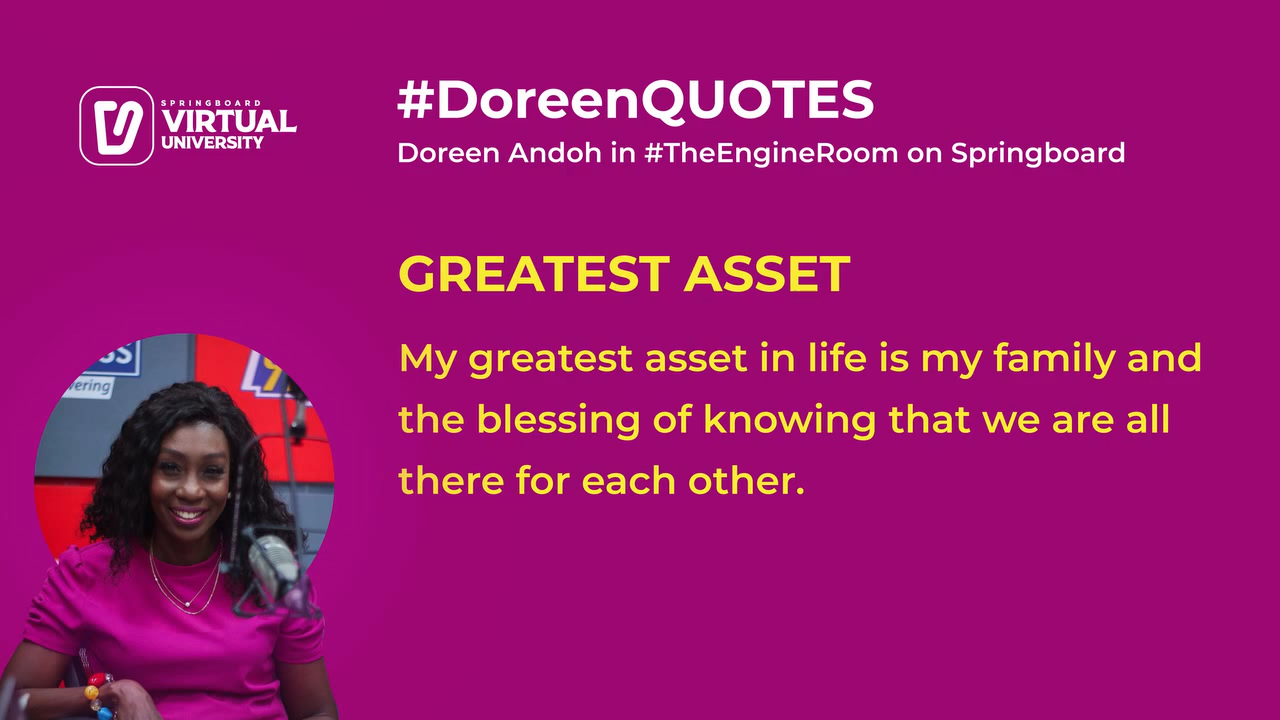 SPRINGBOARD
VIRTUAL
UNIVERSITY
#DoreenQUOTES
Doreen Andoh in #TheEngineRoom on Springboard
GREATEST ASSET
My greatest asset in life is my family and
the blessing of knowing that we are all
there for each other.